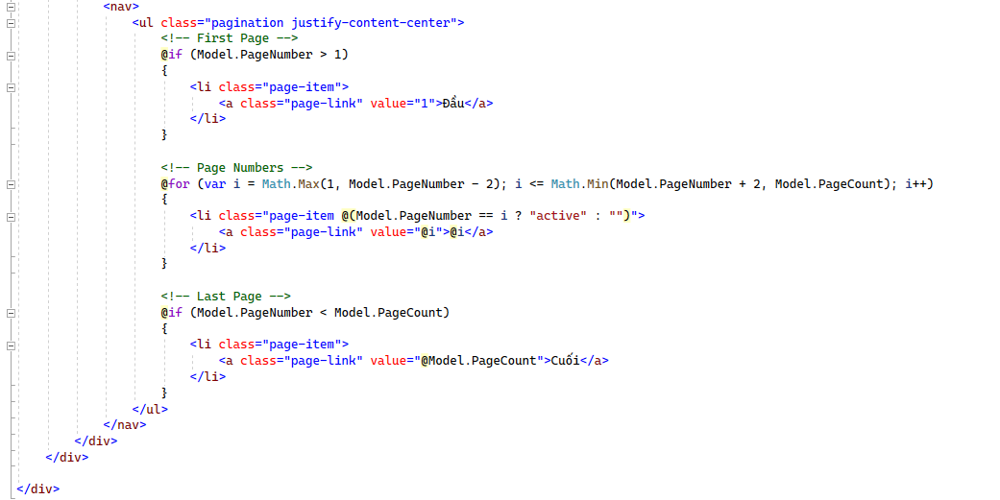 <nav>
<ul class="pagination justify-content-center">
<!-- First Page -->
@if (Model.PageNumber > 1)
{
<li class="page-item">
<a class="page-link" value="1">Đầu</a>
</li>
}
<!-- Page Numbers -->
@for (var i = Math.Max(1, Model.PageNumber - 2); i <= Math.Min(Model.PageNumber + 2, Model.PageCount); i++)
{
<li class="page-item @(Model.PageNumber == i ? "active" : "")">
<a class="page-link" value="@i">@i</a>
</li>
}
<!-- Last Page -->
@if (Model.PageNumber < Model.PageCount)
{
<li class="page-item">
<a class="page-link" value="@Model.PageCount">Cuối</a>
</li>
}
</ul>
</nav>
</div>
</div>
</div>